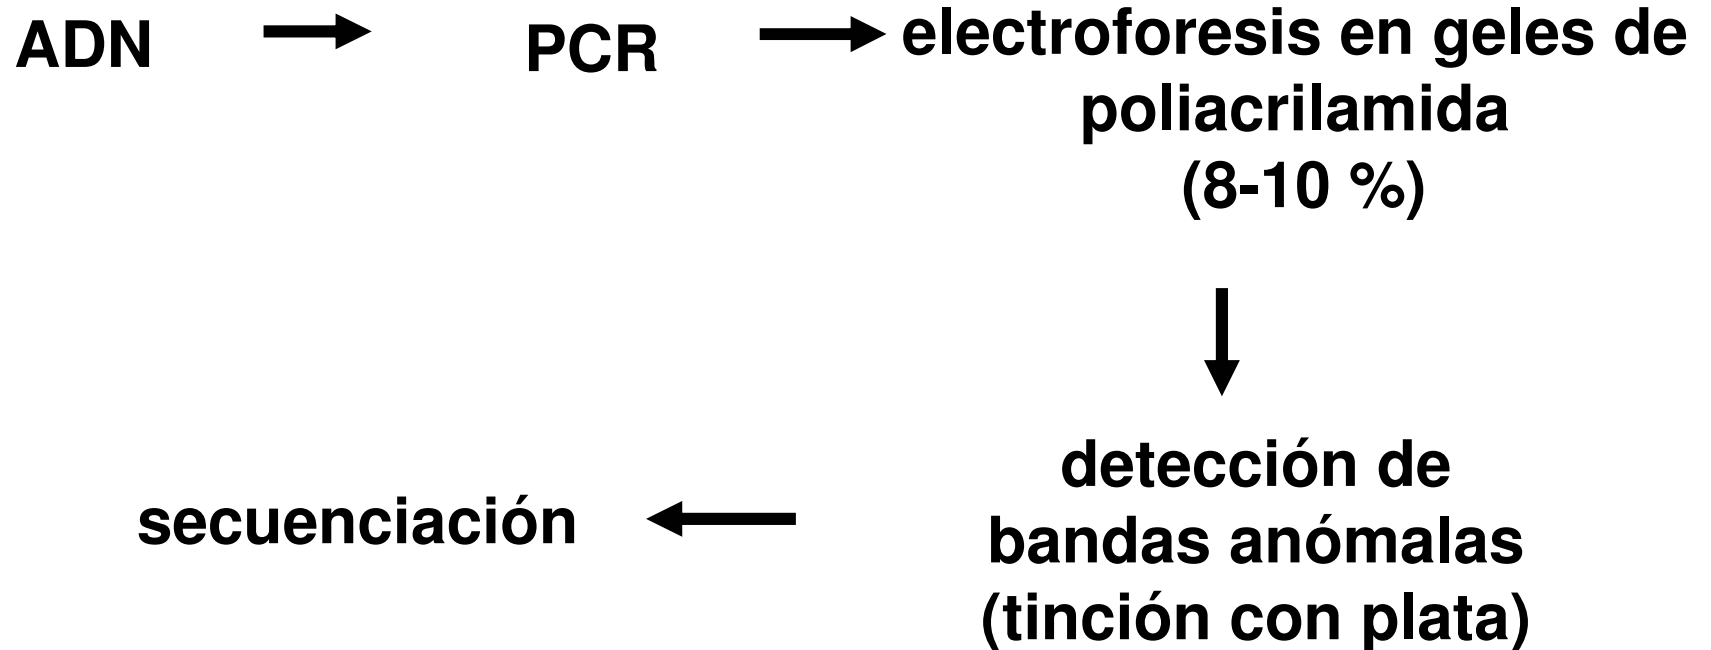 ADN
PCR
electroforesis en geles de
poliacrilamida
(8-10 %)
detección de
bandas anómalas
(tinción con plata)
secuenciación